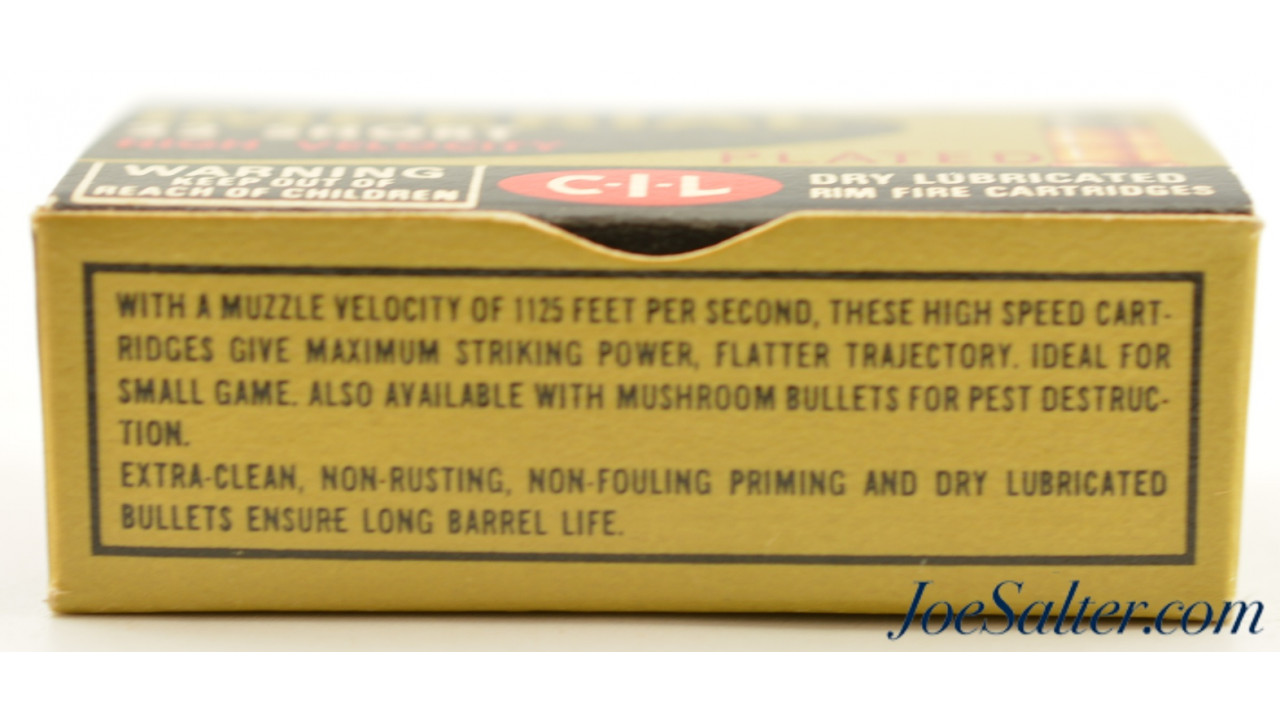 22 SHORT
HIGH VELOCITY
PLATED
WARNING
KEEP OUT OF
REACH OF CHILDREN
C-I-L
DRY LUBRICATED
RIM FIRE CARTRIDGES
WITH A MUZZLE VELOCITY OF 1125 FEET PER SECOND, THESE HIGH SPEED CART-
RIDGES GIVE MAXIMUM STRIKING POWER, FLATTER TRAJECTORY. IDEAL FOR
SMALL GAME. ALSO AVAILABLE WITH MUSHROOM BULLETS FOR PEST DESTRUC-
TION.
EXTRA-CLEAN, NON-RUSTING, NON-FOULING PRIMING AND DRY LUBRICATED
BULLETS ENSURE LONG BARREL LIFE.
JoeSalter.com